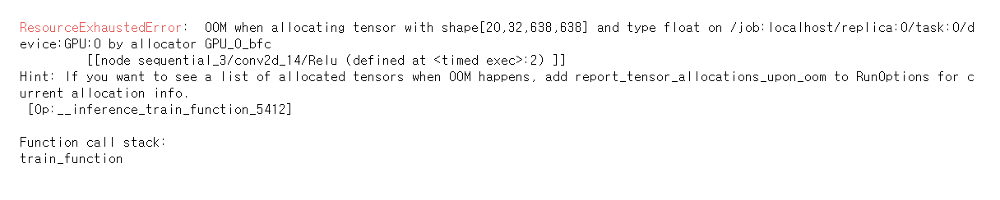 ResourceExhaustedError:  OOM when allocating tensor with shape[20,32,638,638] and type float on /job:localhost/replica:0/task:0/d
evice:GPU:0 by allocator GPU_0_bfc
         [[node sequential_3/conv2d_14/Relu (defined at <timed exec>:2) ]]
Hint: If you want to see a list of allocated tensors when OOM happens, add report_tensor_allocations_upon_oom to RunOptions for c
urrent allocation info.
 [Op:__inference_train_function_5412]

Function call stack:
train_function